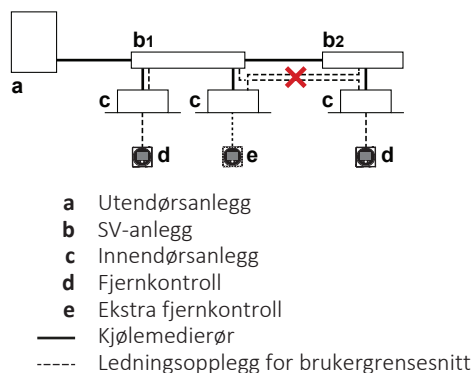 b1 b2
a
c c c
d e d
a Utendørsanlegg
b SV-anlegg
c Innendørsanlegg
d Fjernkontroll
e Ekstra fjernkontroll
Kjølemedierør
Ledningsopplegg for brukergrensesnitt